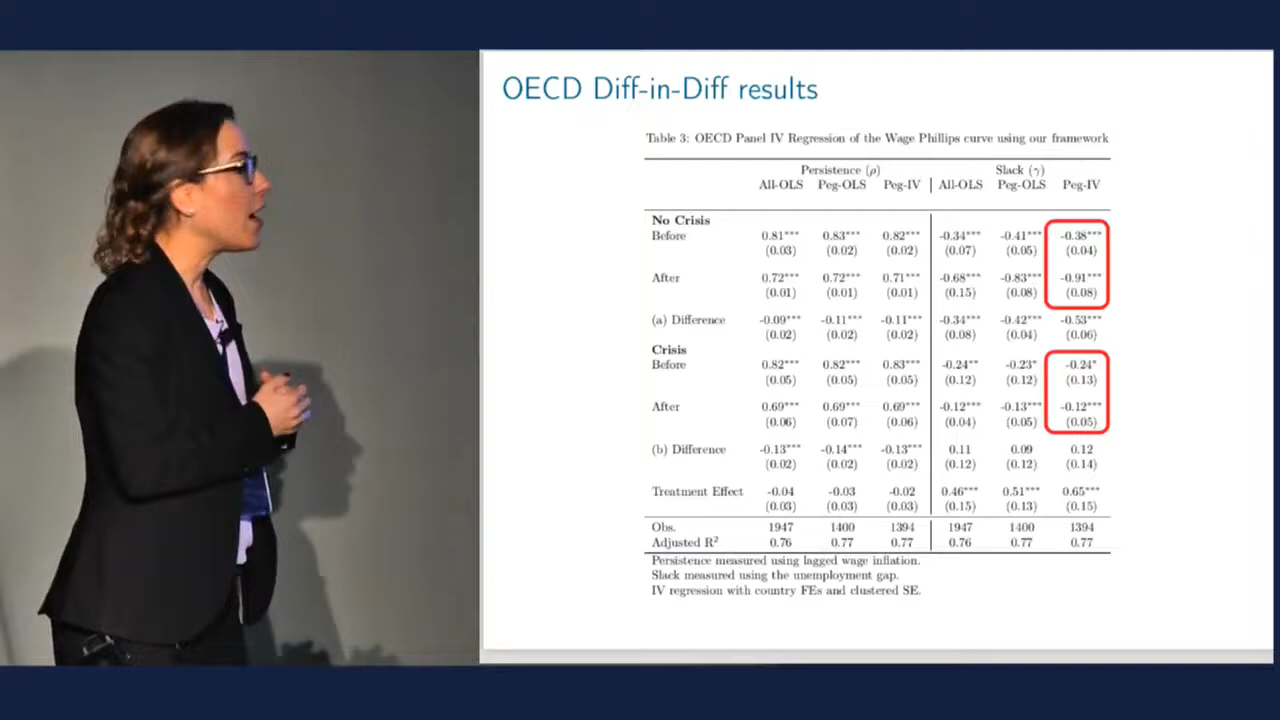 OECD Diff-in-Diff results
Table 3: OECD Panel IV Regression of the Wage Phillips curve using our framework
Persistence (ρ) Slack (γ)
All-OLS Peg-OLS Peg-IV All-OLS Peg-OLS Peg-IV
No Crisis
Before 0.81*** 0.83*** 0.82*** -0.34*** -0.41*** -0.38***
(0.03) (0.02) (0.02) (0.07) (0.05) (0.04)
After 0.72*** 0.72*** 0.71*** -0.68*** -0.83*** -0.91***
(0.01) (0.01) (0.01) (0.15) (0.08) (0.08)
(a) Difference -0.09*** -0.11*** -0.11*** -0.34*** -0.42*** -0.53***
(0.02) (0.02) (0.02) (0.08) (0.04) (0.06)
Crisis
Before 0.82*** 0.82*** 0.83*** -0.24** -0.23* -0.24*
(0.05) (0.05) (0.05) (0.12) (0.12) (0.13)
After 0.69*** 0.69*** 0.69*** -0.12*** -0.13*** -0.12***
(0.06) (0.07) (0.06) (0.04) (0.05) (0.05)
(b) Difference -0.13*** -0.14*** -0.13*** 0.11 0.09 0.12
(0.02) (0.02) (0.02) (0.12) (0.12) (0.14)
Treatment Effect -0.04 -0.03 -0.02 0.46*** 0.51*** 0.65***
(0.03) (0.03) (0.03) (0.15) (0.13) (0.15)
Obs. 1947 1400 1394 1947 1400 1394
Adjusted R² 0.76 0.77 0.77 0.76 0.77 0.77
Persistence measured using lagged wage inflation.
Slack measured using the unemployment gap.
IV regression with country FEs and clustered SE.